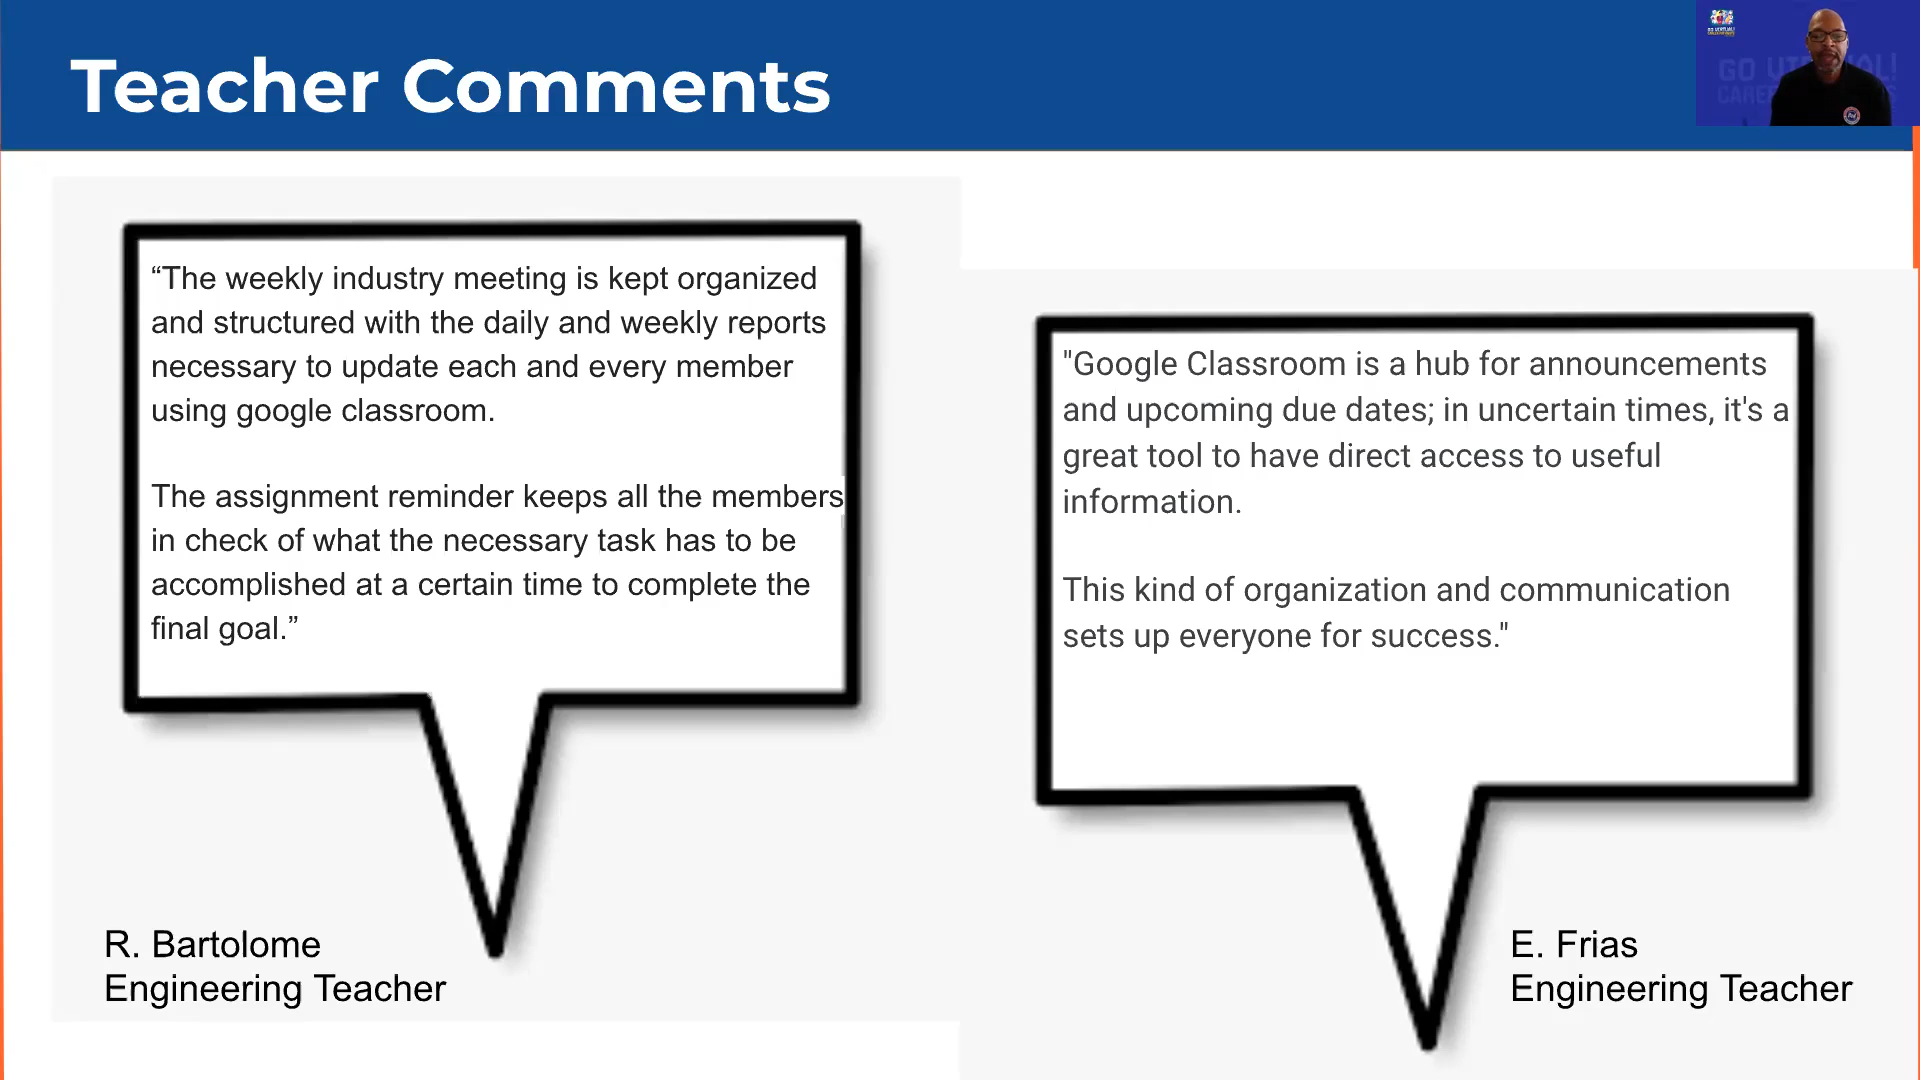 Teacher Comments
“The weekly industry meeting is kept organized
and structured with the daily and weekly reports
necessary to update each and every member
using google classroom.
The assignment reminder keeps all the members
in check of what the necessary task has to be
accomplished at a certain time to complete the
final goal.”
R. Bartolome
Engineering Teacher
"Google Classroom is a hub for announcements
and upcoming due dates; in uncertain times, it's a
great tool to have direct access to useful
information.
This kind of organization and communication
sets up everyone for success."
E. Frias
Engineering Teacher
GO